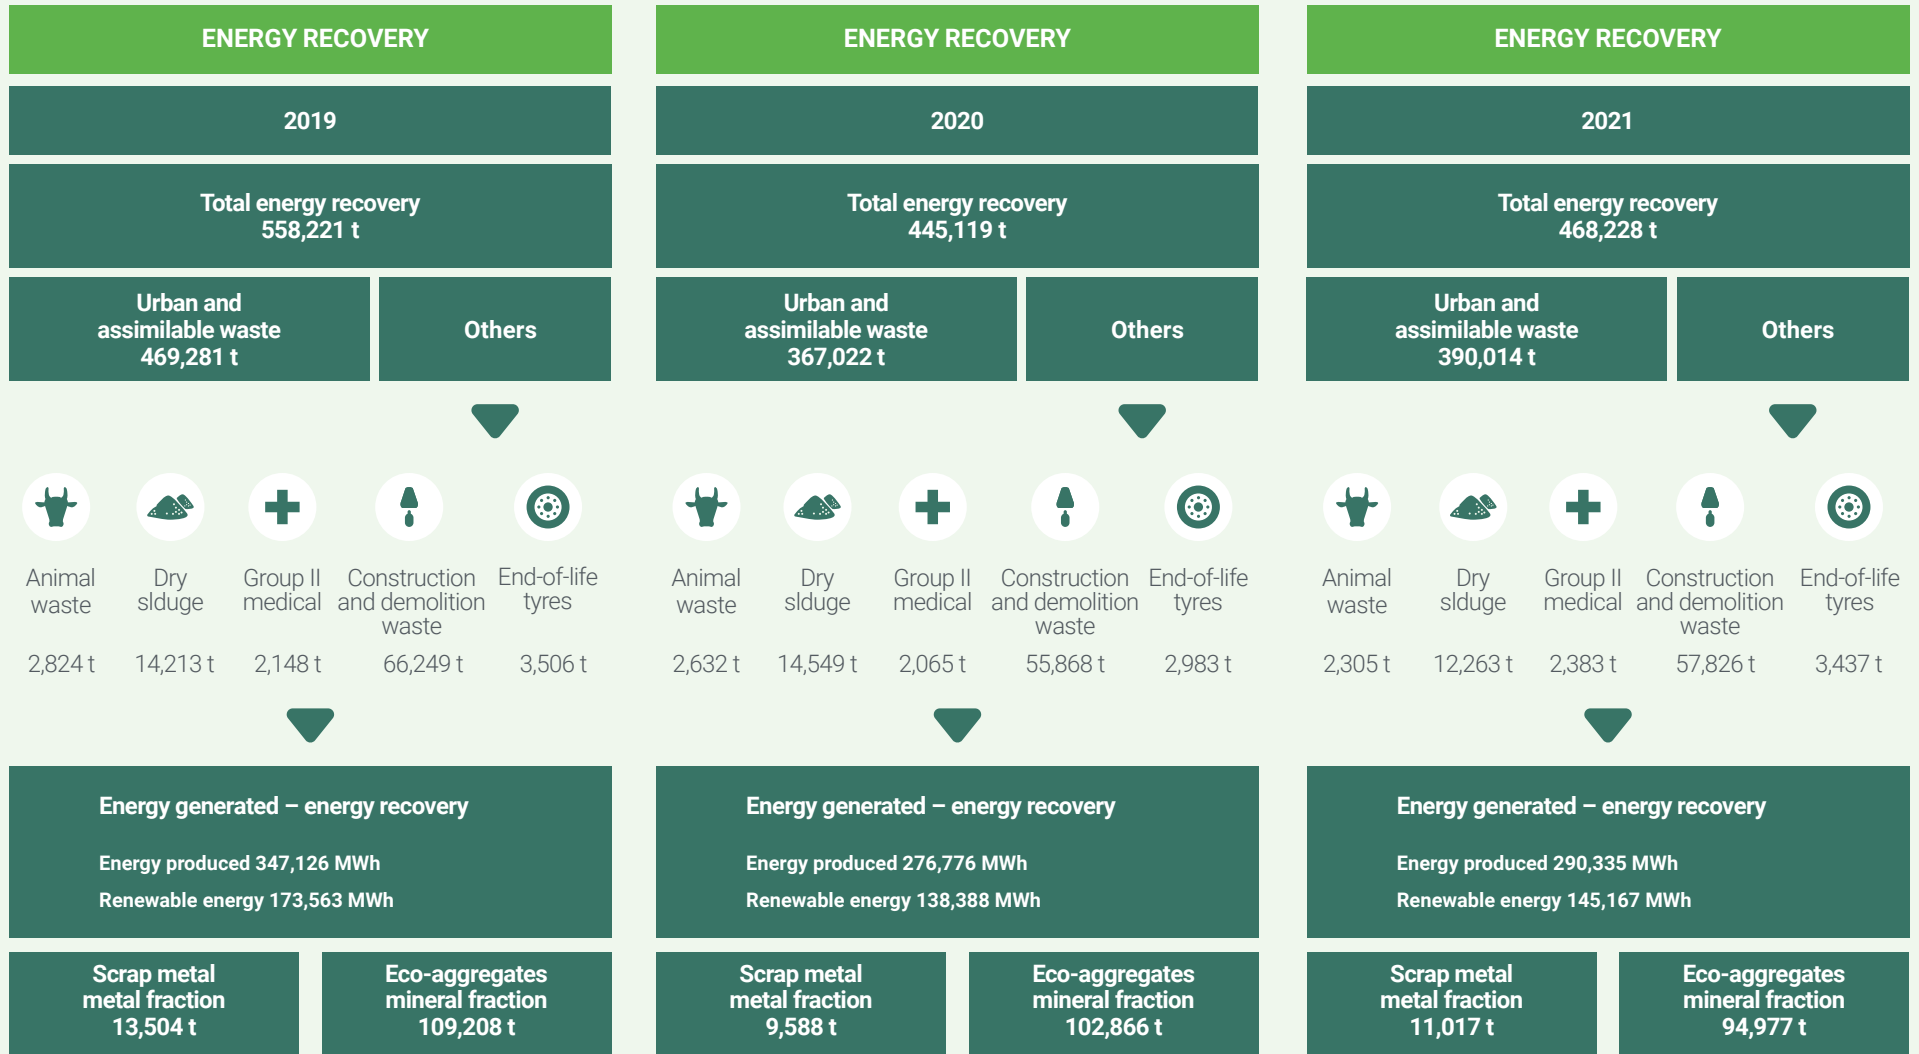 ENERGY RECOVERY
2019
Total energy recovery
558,221 t
Urban and
assimilable waste
469,281 t
Others
Animal
waste
2,824 t
Dry
slduge
14,213 t
Group II
medical
2,148 t
Construction
and demolition
waste
66,249 t
End-of-life
tyres
3,506 t
Energy generated – energy recovery
Energy produced 347,126 MWh
Renewable energy 173,563 MWh
Scrap metal
metal fraction
13,504 t
Eco-aggregates
mineral fraction
109,208 t
ENERGY RECOVERY
2020
Total energy recovery
445,119 t
Urban and
assimilable waste
367,022 t
Others
Animal
waste
2,632 t
Dry
slduge
14,549 t
Group II
medical
2,065 t
Construction
and demolition
waste
55,868 t
End-of-life
tyres
2,983 t
Energy generated – energy recovery
Energy produced 276,776 MWh
Renewable energy 138,388 MWh
Scrap metal
metal fraction
9,588 t
Eco-aggregates
mineral fraction
102,866 t
ENERGY RECOVERY
2021
Total energy recovery
468,228 t
Urban and
assimilable waste
390,014 t
Others
Animal
waste
2,305 t
Dry
slduge
12,263 t
Group II
medical
2,383 t
Construction
and demolition
waste
57,826 t
End-of-life
tyres
3,437 t
Energy generated – energy recovery
Energy produced 290,335 MWh
Renewable energy 145,167 MWh
Scrap metal
metal fraction
11,017 t
Eco-aggregates
mineral fraction
94,977 t